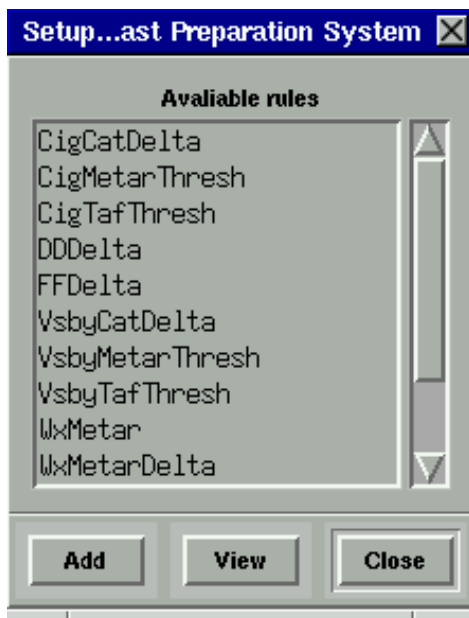 Setup...ast Preparation System
Avaliable rules
CigCatDelta
CigMetarThresh
CigTafThresh
DDDelta
FFDelta
VsbyCatDelta
VsbyMetarThresh
VsbyTafThresh
WxMetar
WxMetarDelta
Add View Close